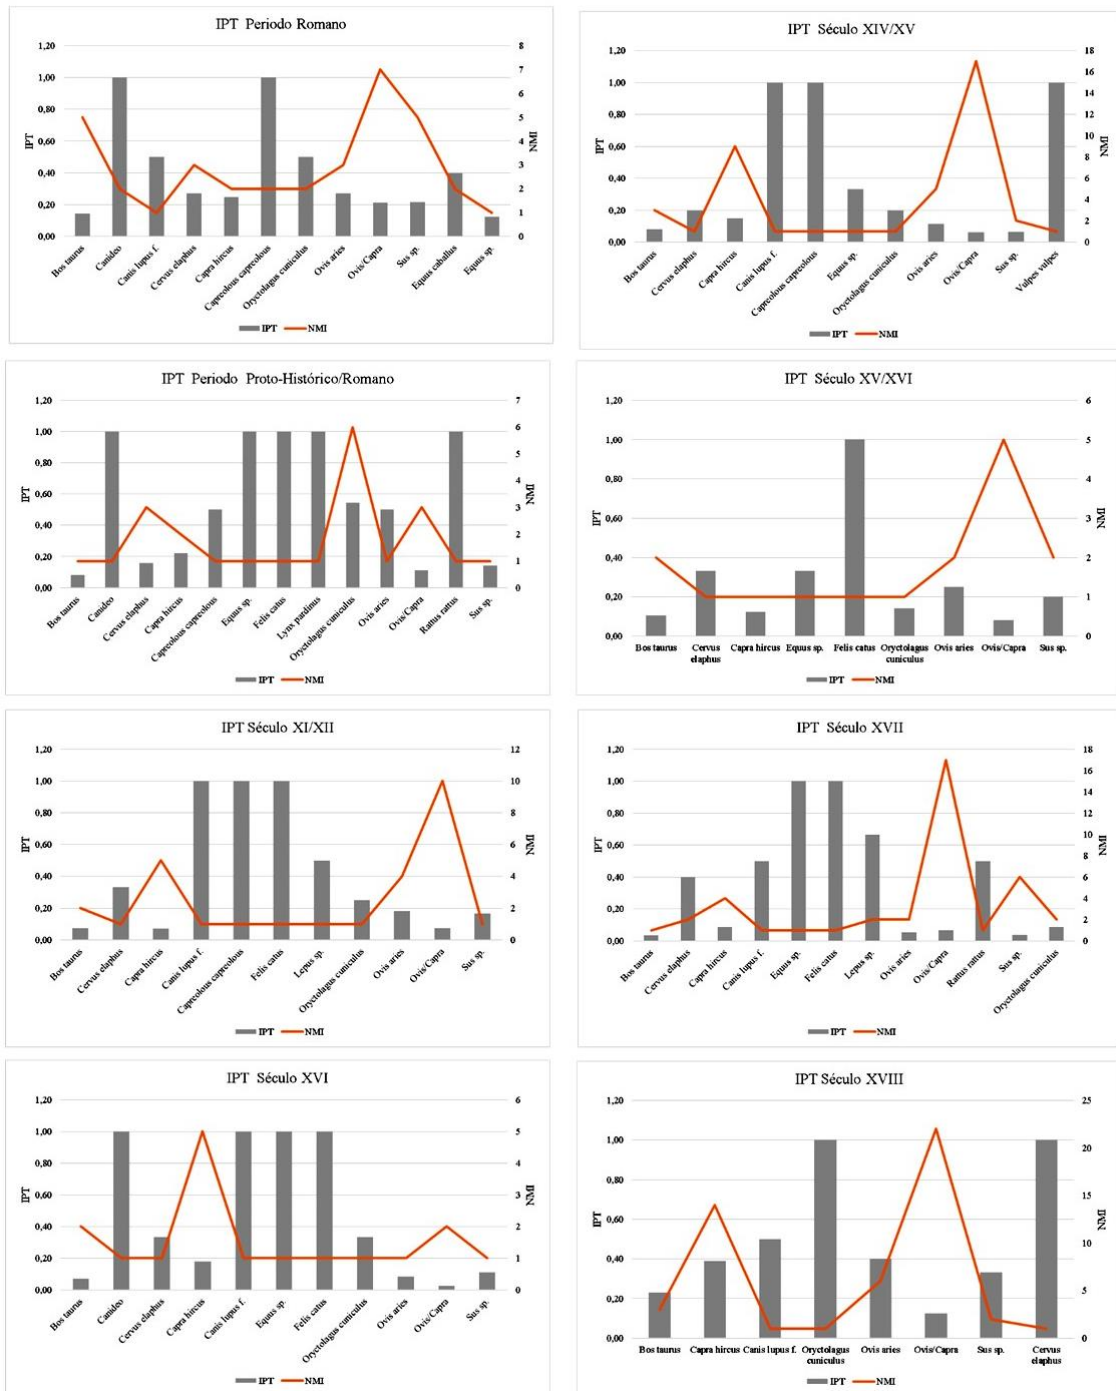 IPT Periodo Romano
1,20
1,00
0,80
0,60
0,40
0,20
0,00
IPT
8
7
6
5
4
3
2
1
0
NMI
Bos taurus
Canideo
Canis lupus f.
Cervus elaphus
Capra hircus
Capreolous capreolous
Oryctolagus cuniculus
Ovis aries
Ovis/Capra
Sus sp.
Equus caballus
Equus sp.
IPT NMI
IPT Século XIV/XV
1,20
1,00
0,80
0,60
0,40
0,20
0,00
IPT
18
16
14
12
10
8
6
4
2
0
NMI
Bos taurus
Cervus elaphus
Capra hircus
Canis lupus f.
Capreolous capreolous
Equus sp.
Oryctolagus cuniculus
Ovis aries
Ovis/Capra
Sus sp.
Vulpes vulpes
IPT NMI
IPT Periodo Proto-Histórico/Romano
1,20
1,00
0,80
0,60
0,40
0,20
0,00
IPT
7
6
5
4
3
2
1
0
NMI
Bos taurus
Canideo
Cervus elaphus
Capra hircus
Capreolous capreolous
Equus sp.
Felis catus
Lynx pardinus
Oryctolagus cuniculus
Ovis aries
Ovis/Capra
Rattus rattus
Sus sp.
IPT NMI
IPT Século XV/XVI
1,20
1,00
0,80
0,60
0,40
0,20
0,00
IPT
6
5
4
3
2
1
0
NMI
Bos taurus
Cervus
elaphus
Capra hircus
Equus sp.
Felis catus
Oryctolagus
cuniculus
Ovis aries
Ovis/Capra
Sus sp.
IPT NMI
IPT Século XI/XII
1,20
1,00
0,80
0,60
0,40
0,20
0,00
IPT
12
10
8
6
4
2
0
NMI
Bos taurus
Cervus elaphus
Capra hircus
Canis lupus f.
Capreolous capreolous
Felis catus
Lepus sp.
Oryctolagus cuniculus
Ovis aries
Ovis/Capra
Sus sp.
IPT NMI
IPT Século XVII
1,20
1,00
0,80
0,60
0,40
0,20
0,00
IPT
18
16
14
12
10
8
6
4
2
0
NMI
Bos taurus
Cervus elaphus
Capra hircus
Canis lupus f.
Equus sp.
Felis catus
Lepus sp.
Ovis aries
Ovis/Capra
Rattus rattus
Sus sp.
Oryctolagus cuniculus
IPT NMI
IPT Século XVI
1,20
1,00
0,80
0,60
0,40
0,20
0,00
IPT
6
5
4
3
2
1
0
NMI
Bos taurus
Canideo
Cervus elaphus
Capra hircus
Canis lupus f.
Equus sp.
Felis catus
Oryctolagus cuniculus
Ovis aries
Ovis/Capra
Sus sp.
IPT NMI
IPT Século XVIII
1,20
1,00
0,80
0,60
0,40
0,20
0,00
IPT
25
20
15
10
5
0
NMI
Bos taurus
Capra hircus
Canis lupus f.
Oryctolagus
cuniculus
Ovis aries
Ovis/Capra
Sus sp.
Cervus
elaphus
IPT NMI